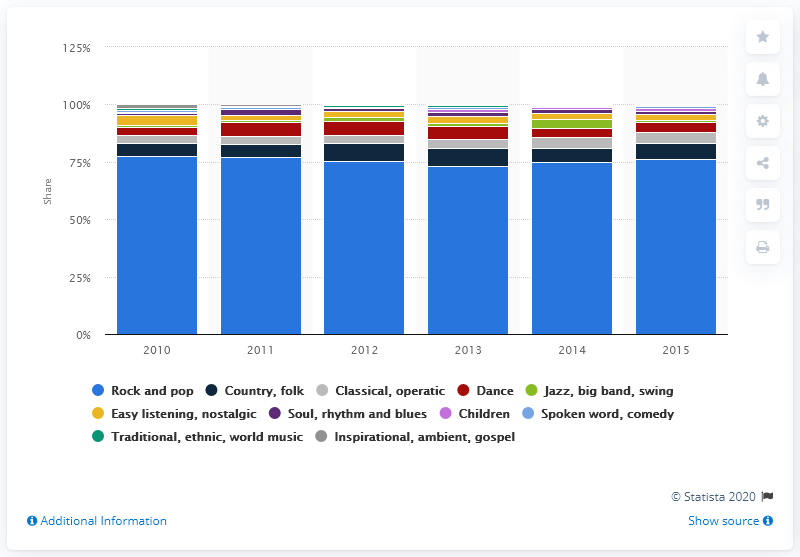 125%
100%
75%
50%
25%
0%
Share
2010 2011 2012 2013 2014 2015
Rock and pop Country, folk Classical, operatic Dance Jazz, big band, swing
Easy listening, nostalgic Soul, rhythm and blues Children Spoken word, comedy
Traditional, ethnic, world music Inspirational, ambient, gospel
© Statista 2020
Additional Information Show source